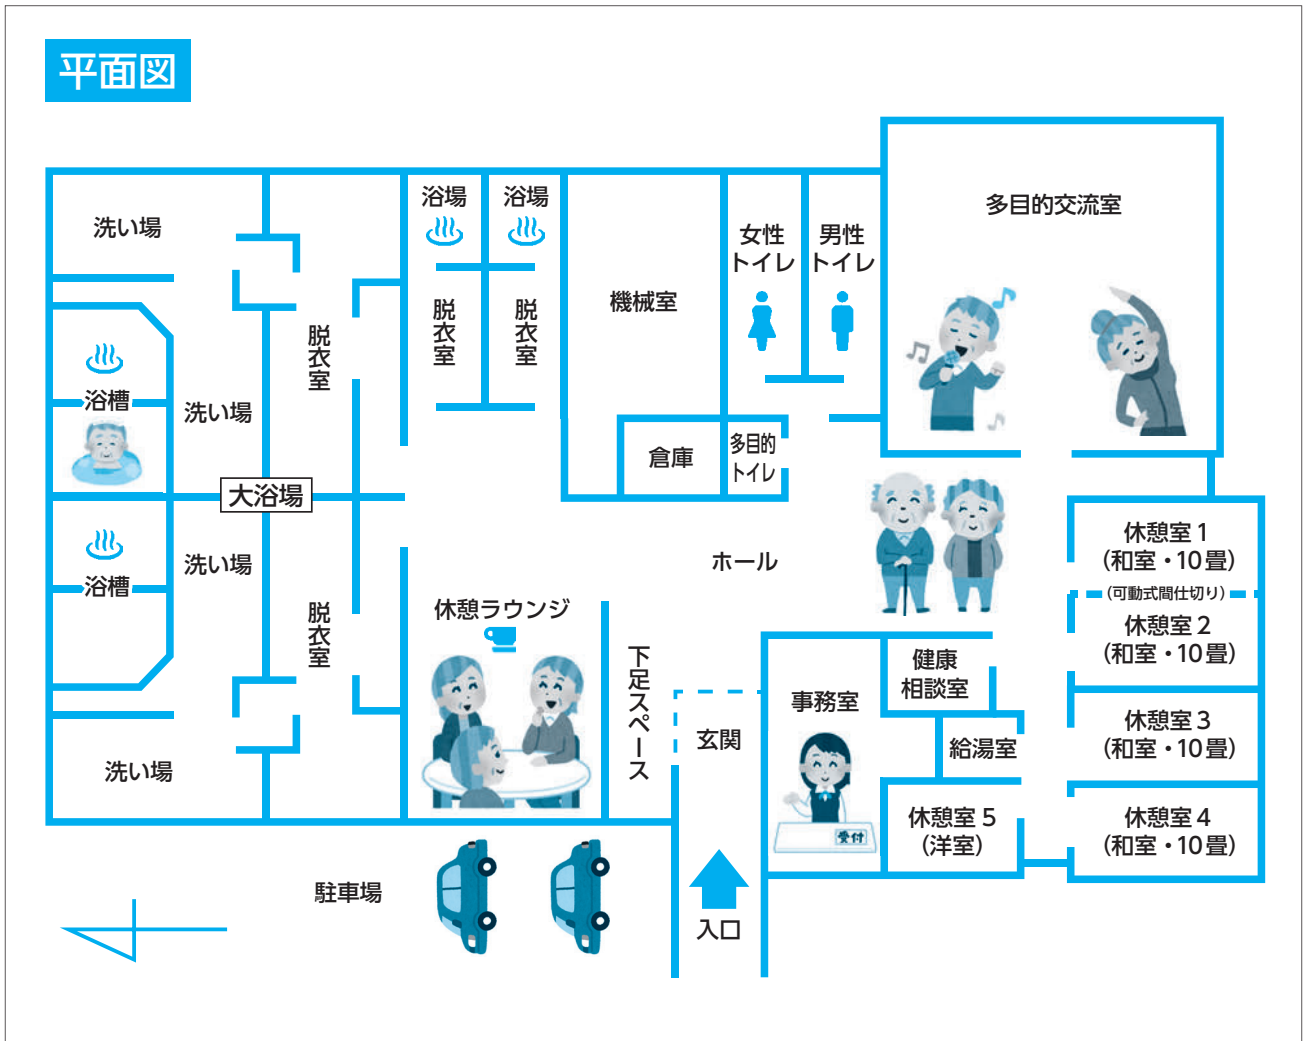 平面図
洗い場
浴場
浴場
女性
トイレ
男性
トイレ
多目的交流室
脱衣室
脱衣室
脱衣室
機械室
浴槽
洗い場
倉庫
多目的
トイレ
大浴場
浴槽
洗い場
脱衣室
ホール
休憩室1
(和室・10畳)
(可動式間仕切り)
休憩室2
(和室・10畳)
休憩ラウンジ
下足スペース
玄関
事務室
健康
相談室
給湯室
休憩室3
(和室・10畳)
洗い場
受付
休憩室5
(洋室)
休憩室4
(和室・10畳)
駐車場
入口